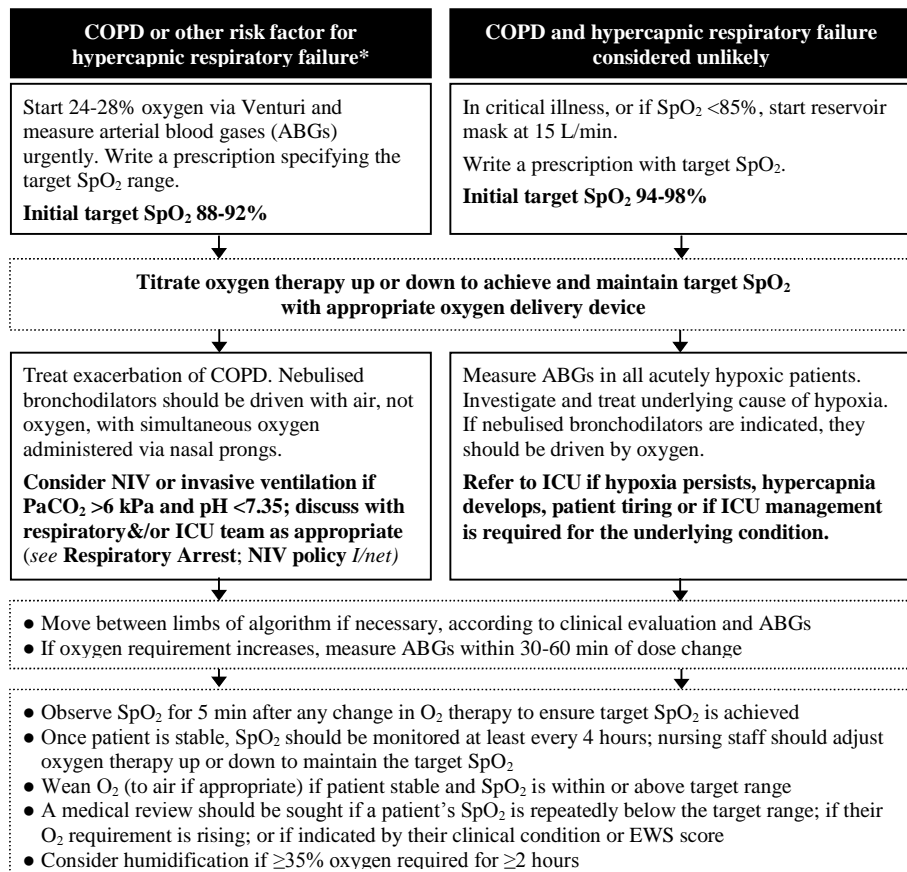 COPD or other risk factor for
hypercapnic respiratory failure*
Start 24-28% oxygen via Venturi and
measure arterial blood gases (ABGs)
urgently. Write a prescription specifying the
target SpO₂ range.
Initial target SpO₂ 88-92%
COPD and hypercapnic respiratory failure
considered unlikely
In critical illness, or if SpO₂ <85%, start reservoir
mask at 15 L/min.
Write a prescription with target SpO₂.
Initial target SpO₂ 94-98%
Titrate oxygen therapy up or down to achieve and maintain target SpO₂
with appropriate oxygen delivery device
Treat exacerbation of COPD. Nebulised
bronchodilators should be driven with air, not
oxygen, with simultaneous oxygen
administered via nasal prongs.
Consider NIV or invasive ventilation if
PaCO₂ >6 kPa and pH <7.35; discuss with
respiratory&/or ICU team as appropriate
(see Respiratory Arrest; NIV policy I/net)
Measure ABGs in all acutely hypoxic patients.
Investigate and treat underlying cause of hypoxia.
If nebulised bronchodilators are indicated, they
should be driven by oxygen.
Refer to ICU if hypoxia persists, hypercapnia
develops, patient tiring or if ICU management
is required for the underlying condition.
● Move between limbs of algorithm if necessary, according to clinical evaluation and ABGs
● If oxygen requirement increases, measure ABGs within 30-60 min of dose change
● Observe SpO₂ for 5 min after any change in O₂ therapy to ensure target SpO₂ is achieved
● Once patient is stable, SpO₂ should be monitored at least every 4 hours; nursing staff should adjust
oxygen therapy up or down to maintain the target SpO₂
● Wean O₂ (to air if appropriate) if patient stable and SpO₂ is within or above target range
● A medical review should be sought if a patient's SpO₂ is repeatedly below the target range; if their
O₂ requirement is rising; or if indicated by their clinical condition or EWS score
● Consider humidification if ≥35% oxygen required for ≥2 hours